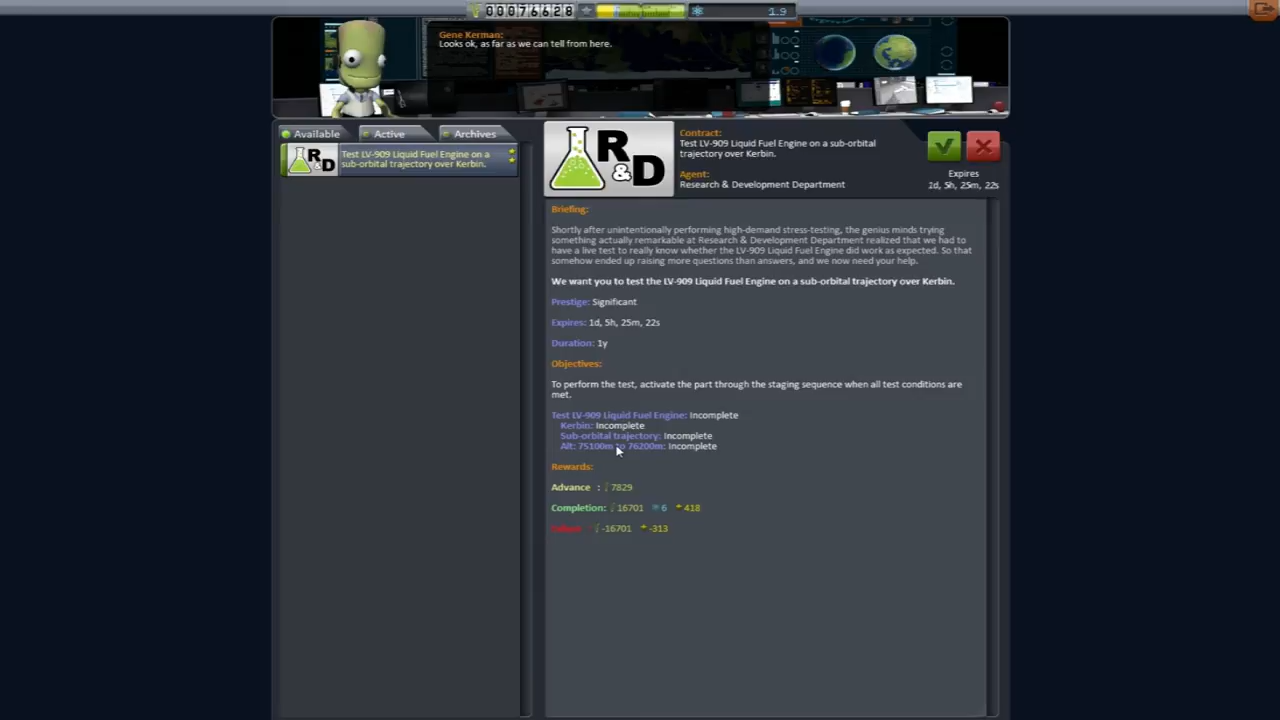 00076628
1.9
Gene Kerman:
Looks ok, as far as we can tell from here.
Available
Active
Archives
R&D
Test LV-909 Liquid Fuel Engine on a
sub-orbital trajectory over Kerbin.
R&D
Contract:
Test LV-909 Liquid Fuel Engine on a sub-orbital
trajectory over Kerbin.
Agent:
Research & Development Department
Expires
1d, 5h, 25m, 22s
Briefing:
Shortly after unintentionally performing high-demand stress-testing, the genius minds trying
something actually remarkable at Research & Development Department realized that we had to
have a live test to really know whether the LV-909 Liquid Fuel Engine did work as expected. So that
somehow ended up raising more questions than answers, and we now need your help.
We want you to test the LV-909 Liquid Fuel Engine on a sub-orbital trajectory over Kerbin.
Prestige: Significant
Expires: 1d, 5h, 25m, 22s
Duration: 1y
Objectives:
To perform the test, activate the part through the staging sequence when all test conditions are
met.
Test LV-909 Liquid Fuel Engine: Incomplete
Kerbin: Incomplete
Sub-orbital trajectory: Incomplete
Alt: 75100m to 76200m: Incomplete
Rewards:
Advance : 7829
Completion: 16701 6 418
-16701 -313